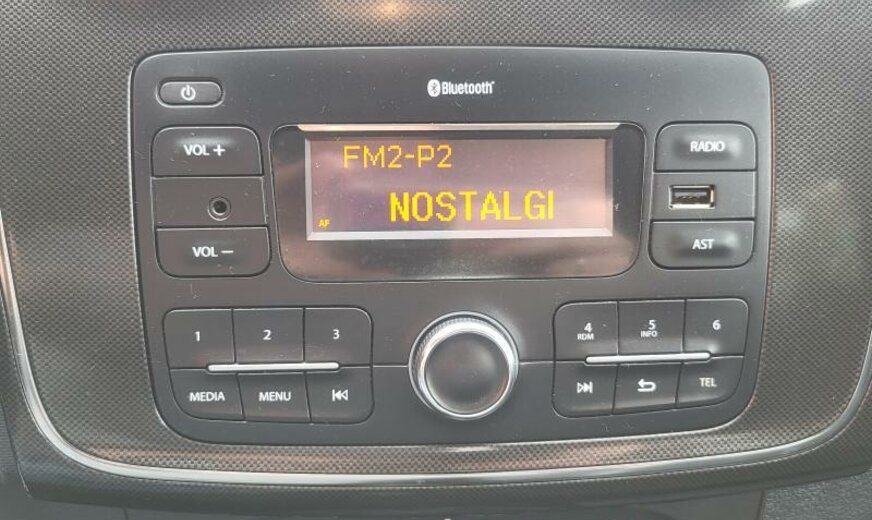 Bluetooth
VOL +
FM2-P2
RADIO
NOSTALGI
AF
VOL −
AST
1
2
3
4
RDM
5
INFO
6
MEDIA
MENU
TEL